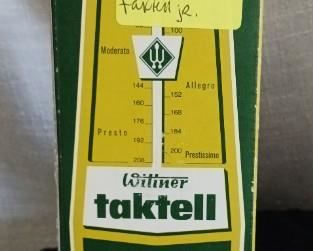 taktell jr.
100
Moderato
Allegro
144
152
160
168
176
184
Presto
192
200
Prestissimo
208
Wittner
taktell